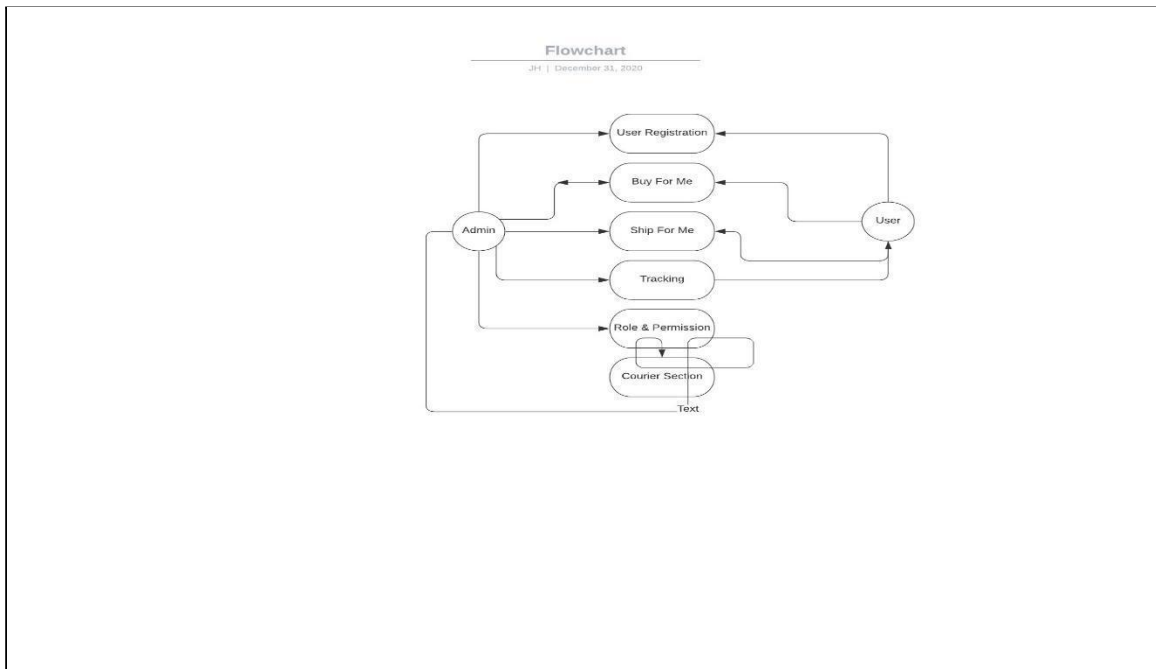 Flowchart
JH | December 31, 2020
User Registration
Buy For Me
User
Admin
Ship For Me
Tracking
Role & Permission
Courier Section
Text